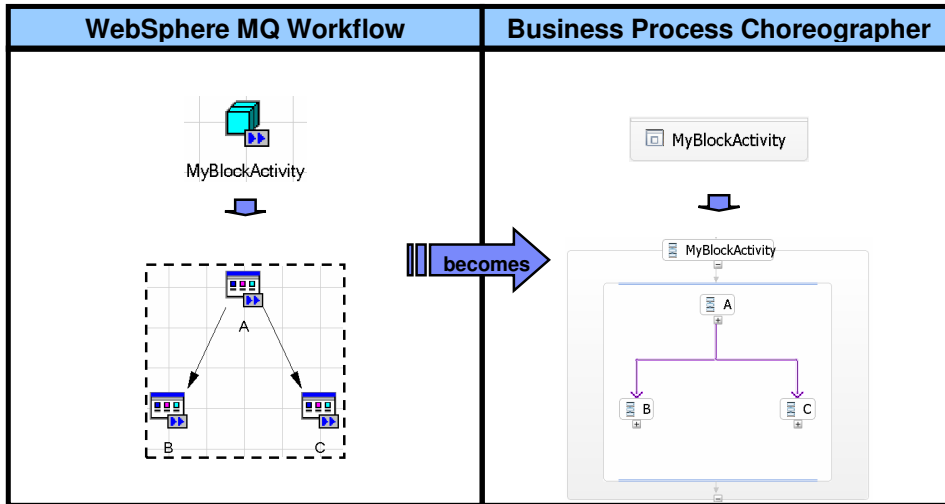 WebSphere MQ Workflow
Business Process Choreographer
MyBlockActivity
A
B
C
becomes
MyBlockActivity
MyBlockActivity
A
B
C